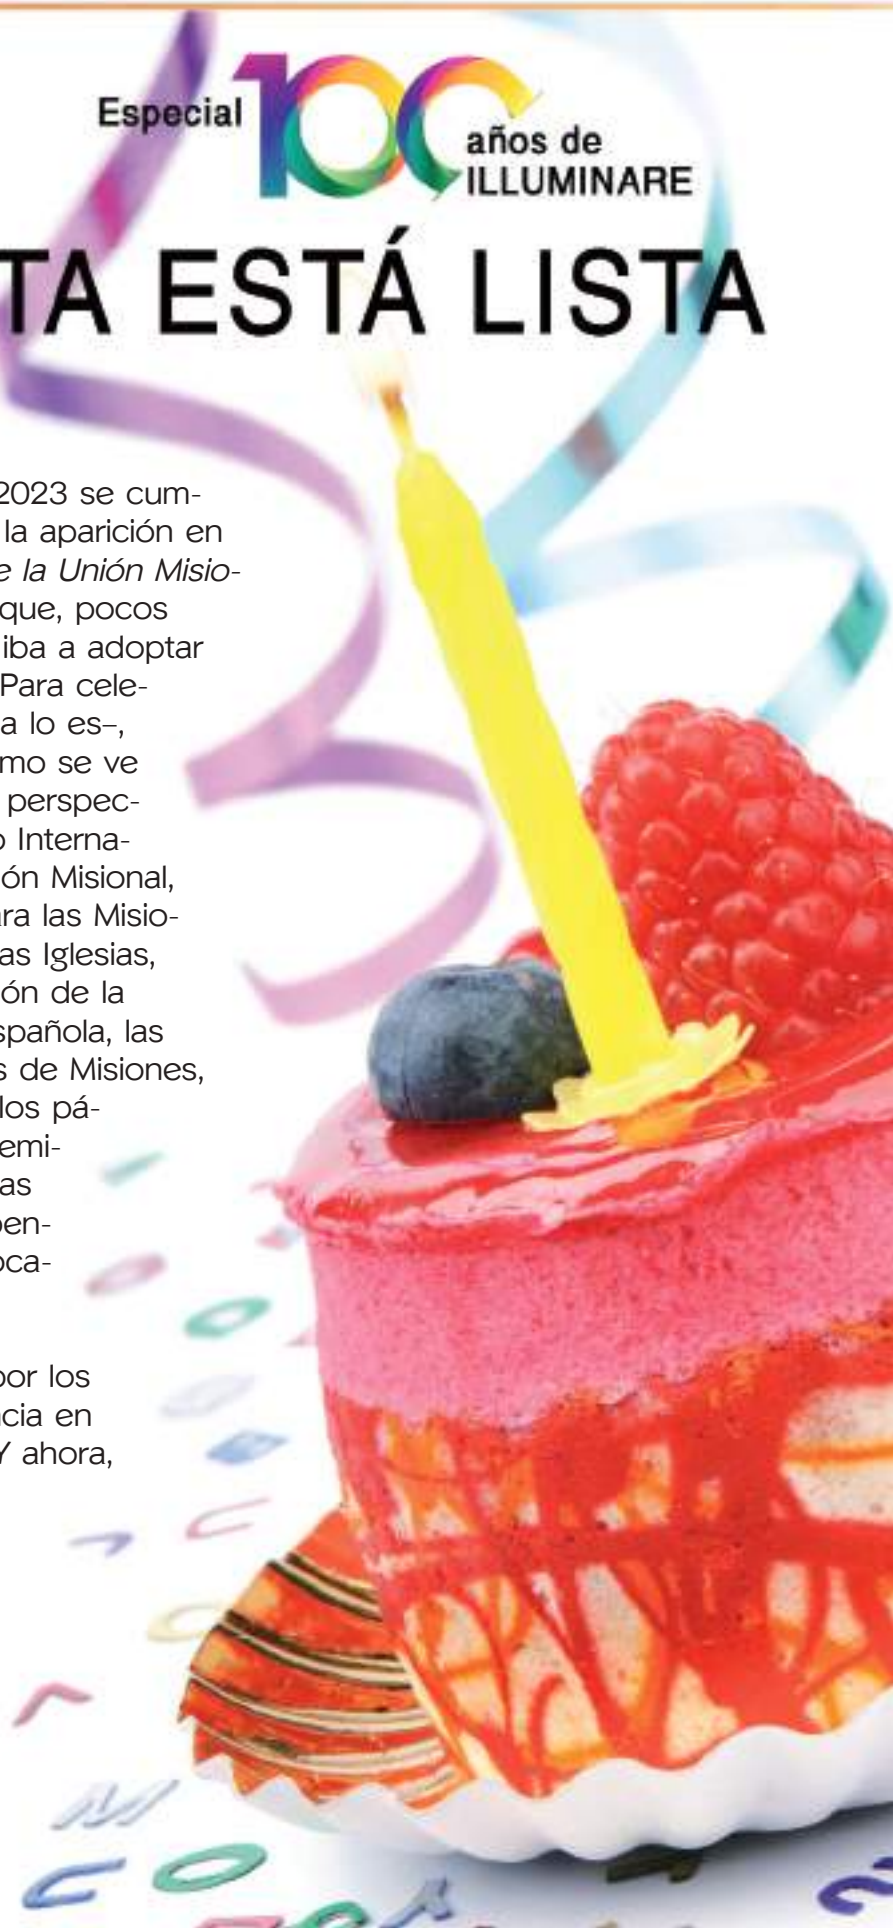 Especial 100 años de
ILLUMINARE
TA ESTÁ LISTA
2023 se cum-
la aparición en
e la Unión Misio-
que, pocos
iba a adoptar
Para cele-
a lo es–,
mo se ve
perspec-
o Interna-
ón Misional,
ara las Misio-
as Iglesias,
ón de la
spañola, las
s de Misiones,
los pá-
emi-
as
pen-
oca-
por los
cia en
Y ahora,